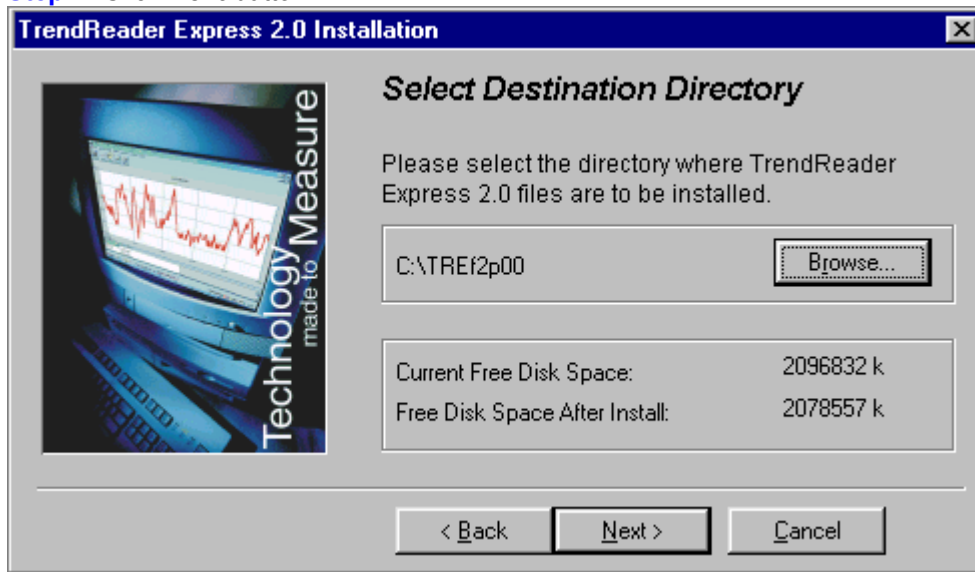 TrendReader Express 2.0 Installation
Technology
made to Measure
Select Destination Directory
Please select the directory where TrendReader
Express 2.0 files are to be installed.
C:\TREf2p00
Browse...
Current Free Disk Space: 2096832 k
Free Disk Space After Install: 2078557 k
< Back
Next >
Cancel